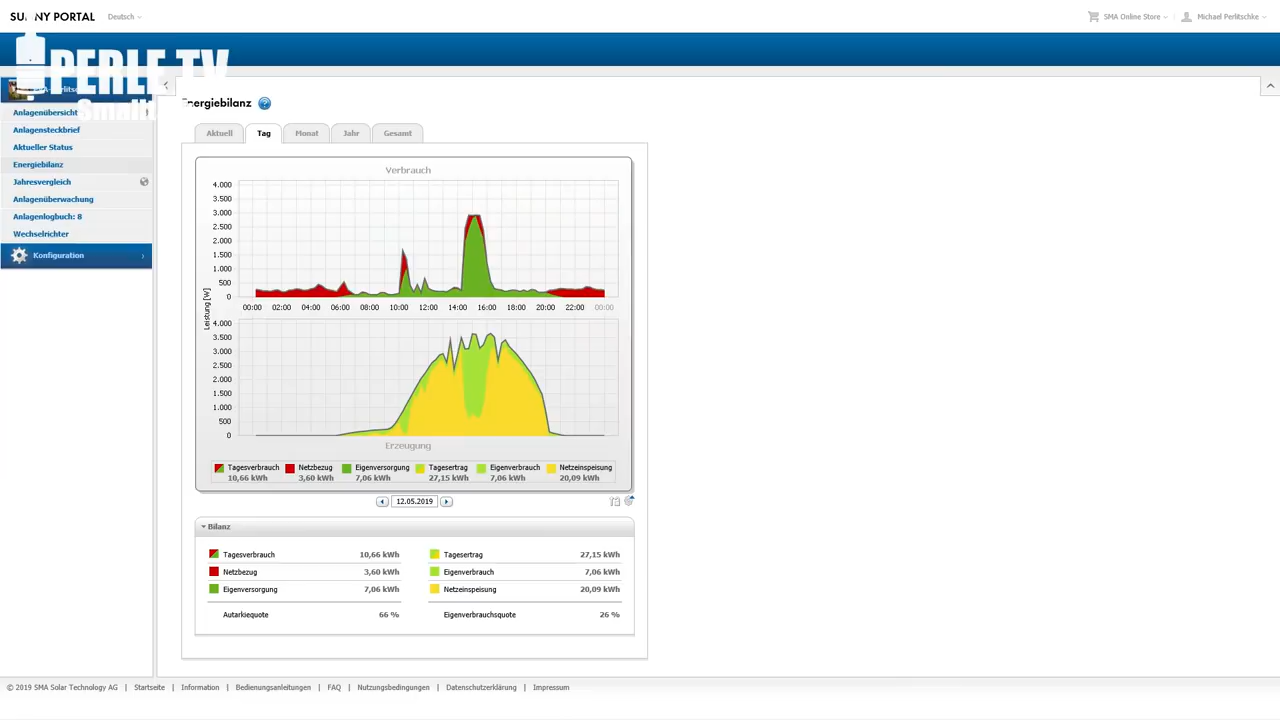 SUNNY PORTAL Deutsch SMA Online Store Michael Perlitschke
PERLE TV
Anlagenübersicht
Anlagensteckbrief
Aktueller Status
Energiebilanz
Jahresvergleich
Anlagenüberwachung
Anlagenlogbuch: 8
Wechselrichter
Konfiguration
Energiebilanz ?
Aktuell Tag Monat Jahr Gesamt
Verbrauch
4.000
3.500
3.000
2.500
2.000
1.500
1.000
500
0
00:00 02:00 04:00 06:00 08:00 10:00 12:00 14:00 16:00 18:00 20:00 22:00 00:00
Leistung [W]
4.000
3.500
3.000
2.500
2.000
1.500
1.000
500
0
Erzeugung
Tagesverbrauch Netzbezug Eigenversorgung Tagesertrag Eigenverbrauch Netzeinspeisung
10,66 kWh 3,60 kWh 7,06 kWh 27,15 kWh 7,06 kWh 20,09 kWh
12.05.2019
Bilanz
Tagesverbrauch 10,66 kWh Tagesertrag 27,15 kWh
Netzbezug 3,60 kWh Eigenverbrauch 7,06 kWh
Eigenversorgung 7,06 kWh Netzeinspeisung 20,09 kWh
Autarkiequote 66 % Eigenverbrauchsquote 26 %
© 2019 SMA Solar Technology AG | Startseite | Information | Bedienungsanleitungen | FAQ | Nutzungsbedingungen | Datenschutzerklärung | Impressum